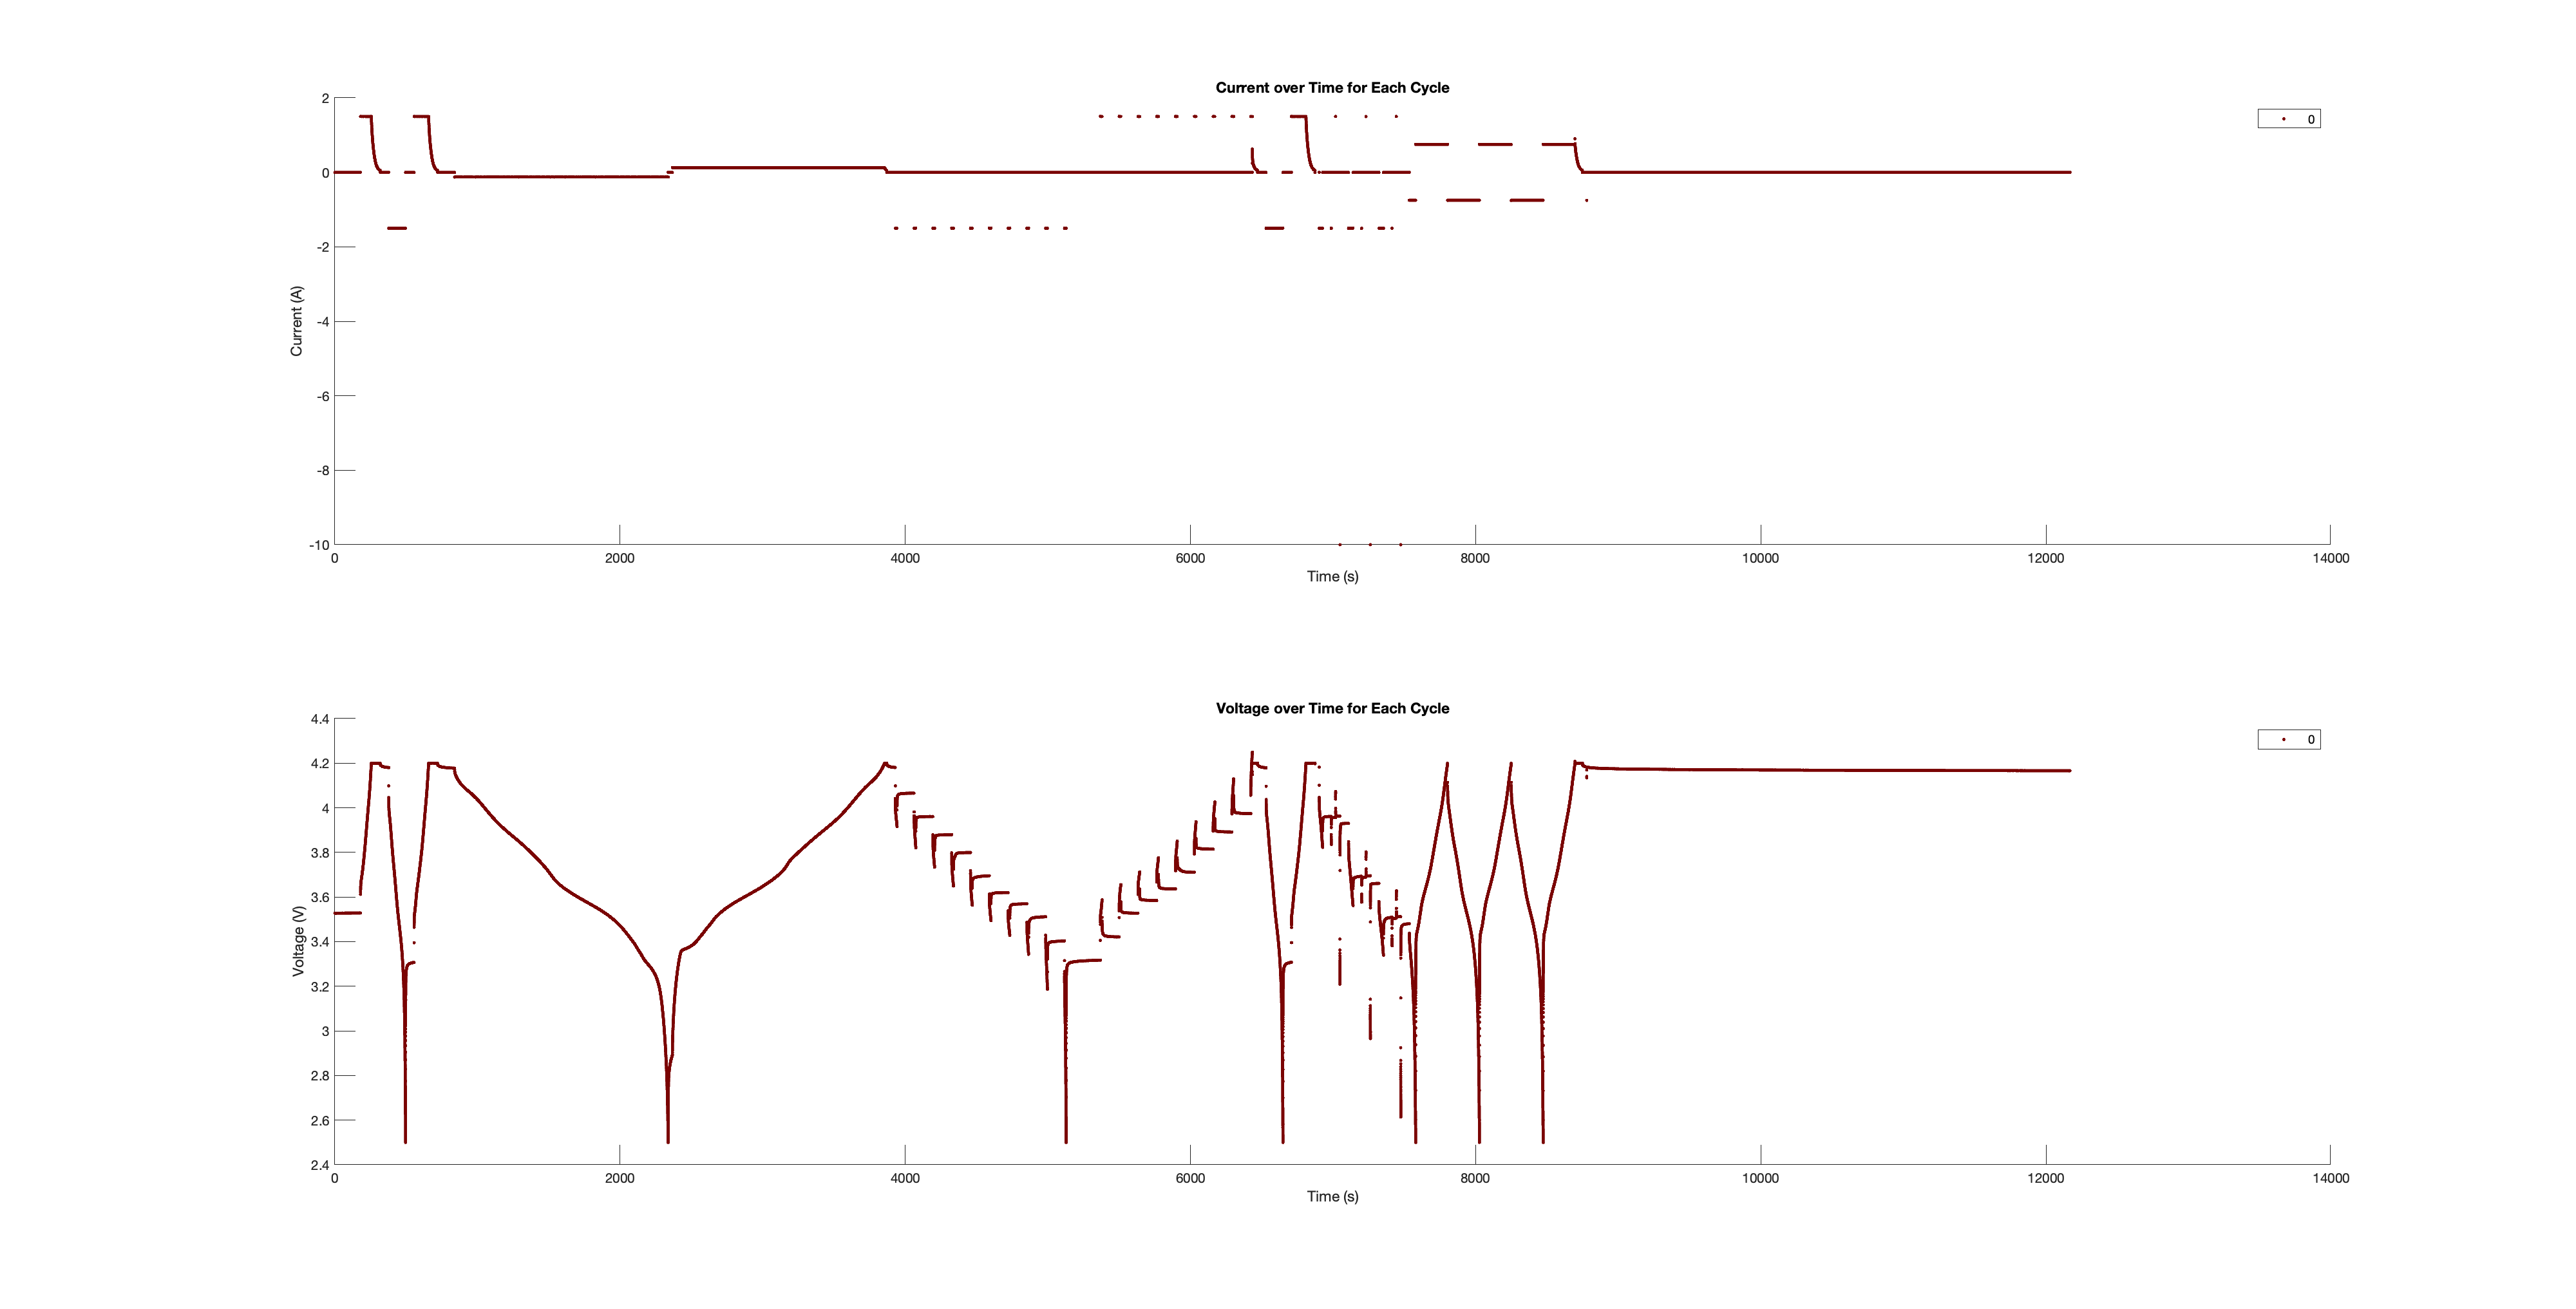 Current over Time for Each Cycle
2
0
-2
-4
-6
-8
-10
Current (A)
0
0 2000 4000 6000 8000 10000 12000 14000
Time (s)
Voltage over Time for Each Cycle
4.4
4.2
4
3.8
3.6
3.4
3.2
3
2.8
2.6
2.4
Voltage (V)
0
0 2000 4000 6000 8000 10000 12000 14000
Time (s)